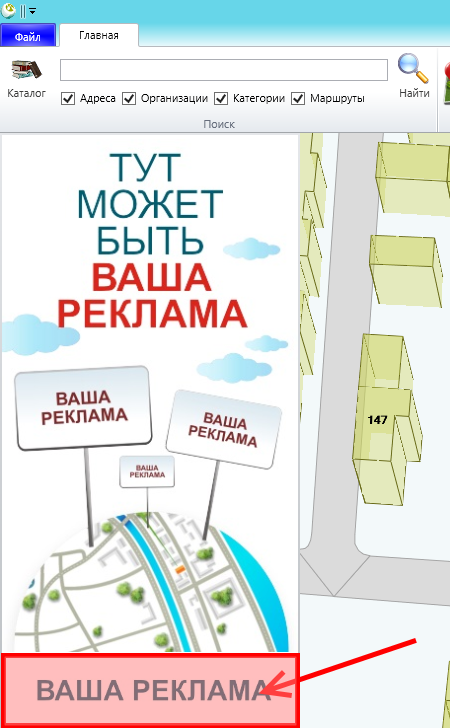 Файл Главная
Каталог
Адреса Организации Категории Маршруты
Найти
Поиск
ТУТ
МОЖЕТ
БЫТЬ
ВАША
РЕКЛАМА
ВАША
РЕКЛАМА
ВАША
РЕКЛАМА
ВАША
РЕКЛАМА
147
ВАША РЕКЛАМА